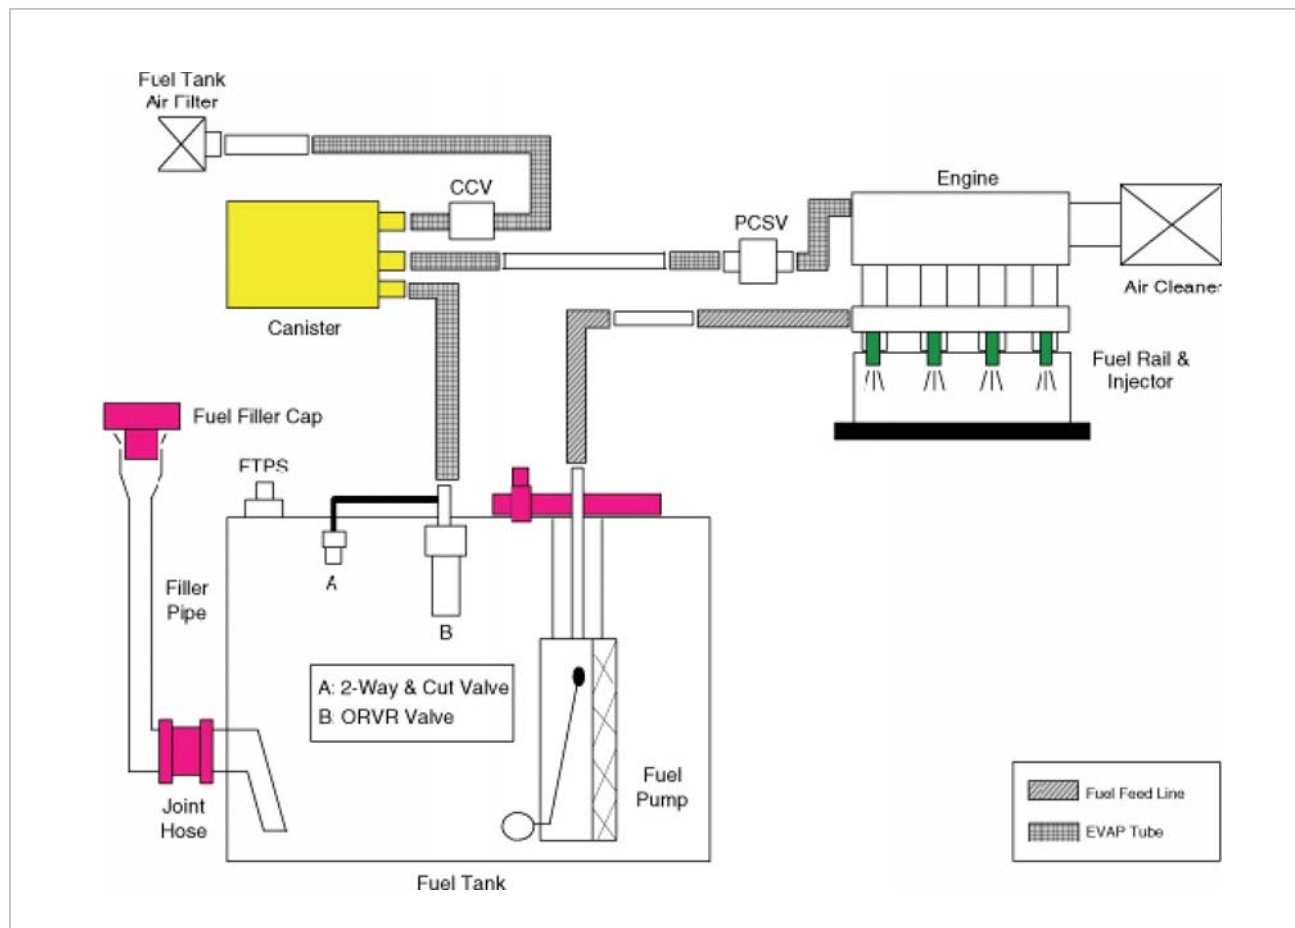 Fuel Tank
Air Filter
CCV
Engine
PCSV
Air Cleaner
Canister
Fuel Rail &
Injector
Fuel Filler Cap
FTPS
A
Filler
Pipe
B
A: 2-Way & Cut Valve
B: ORVR Valve
Fuel
Pump
Joint
Hose
Fuel Feed Line
EVAP Tube
Fuel Tank